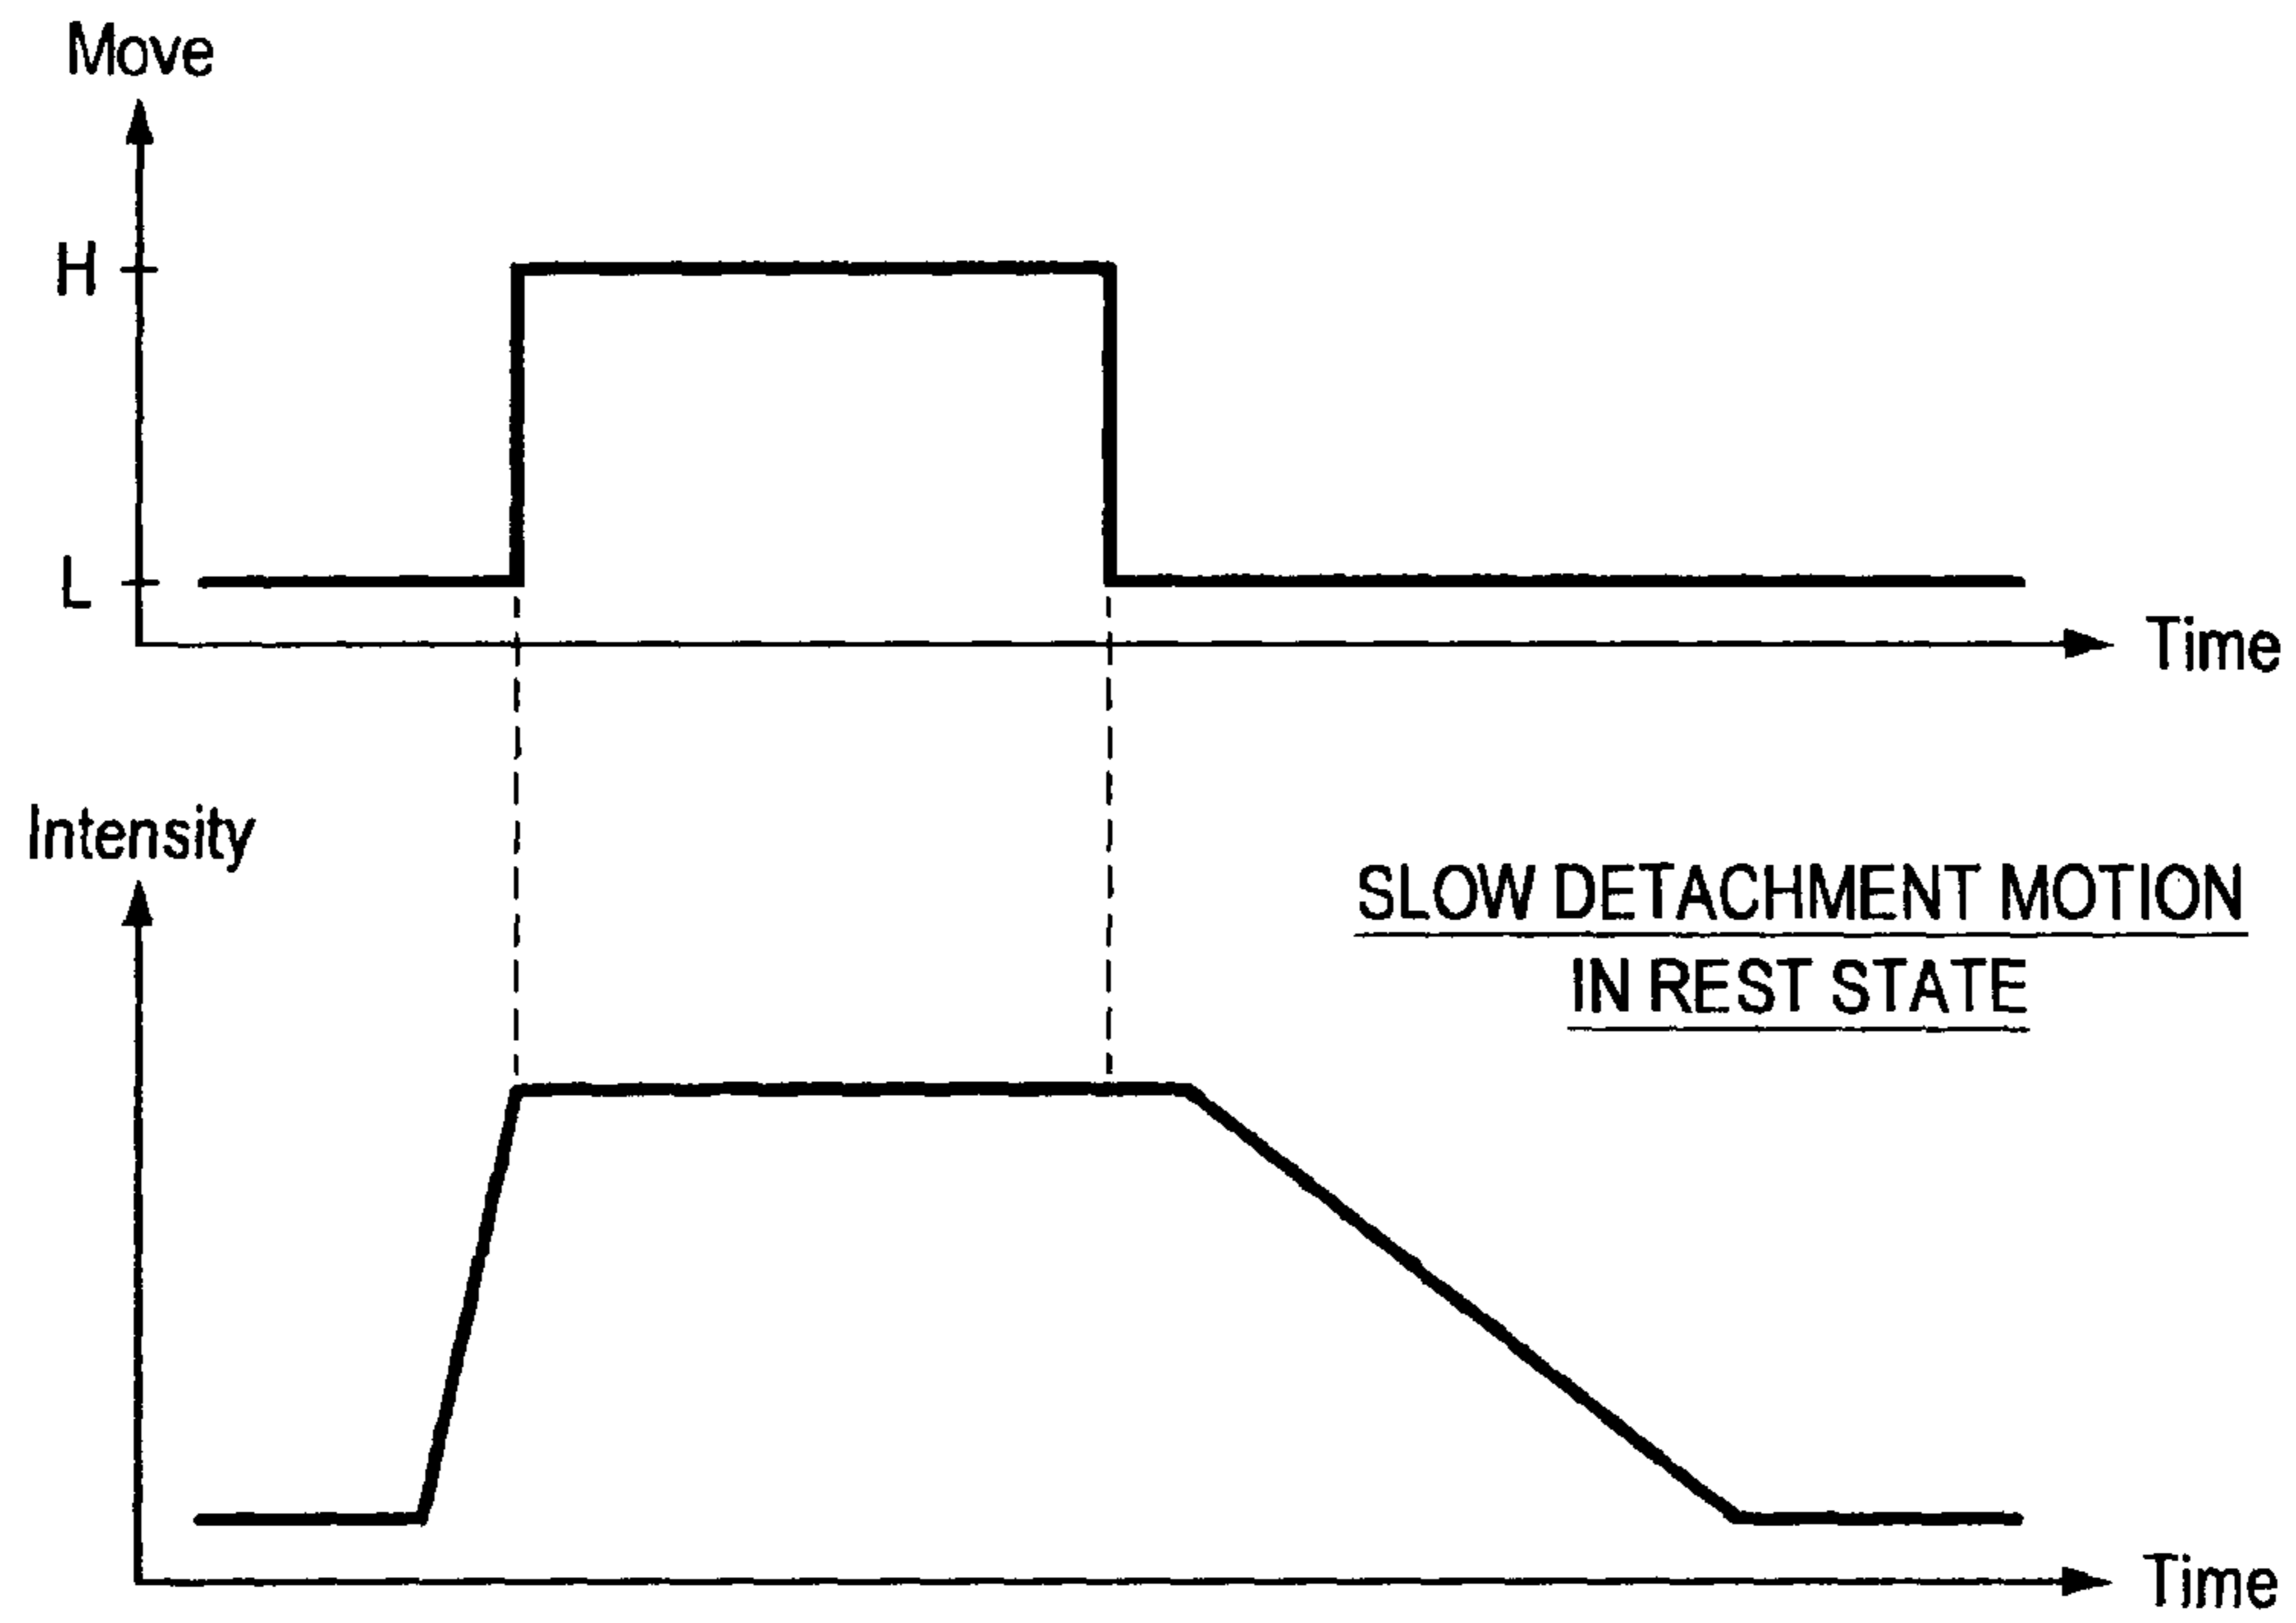 Move
H
L
Time
Intensity
SLOW DETACHMENT MOTION
IN REST STATE
Time